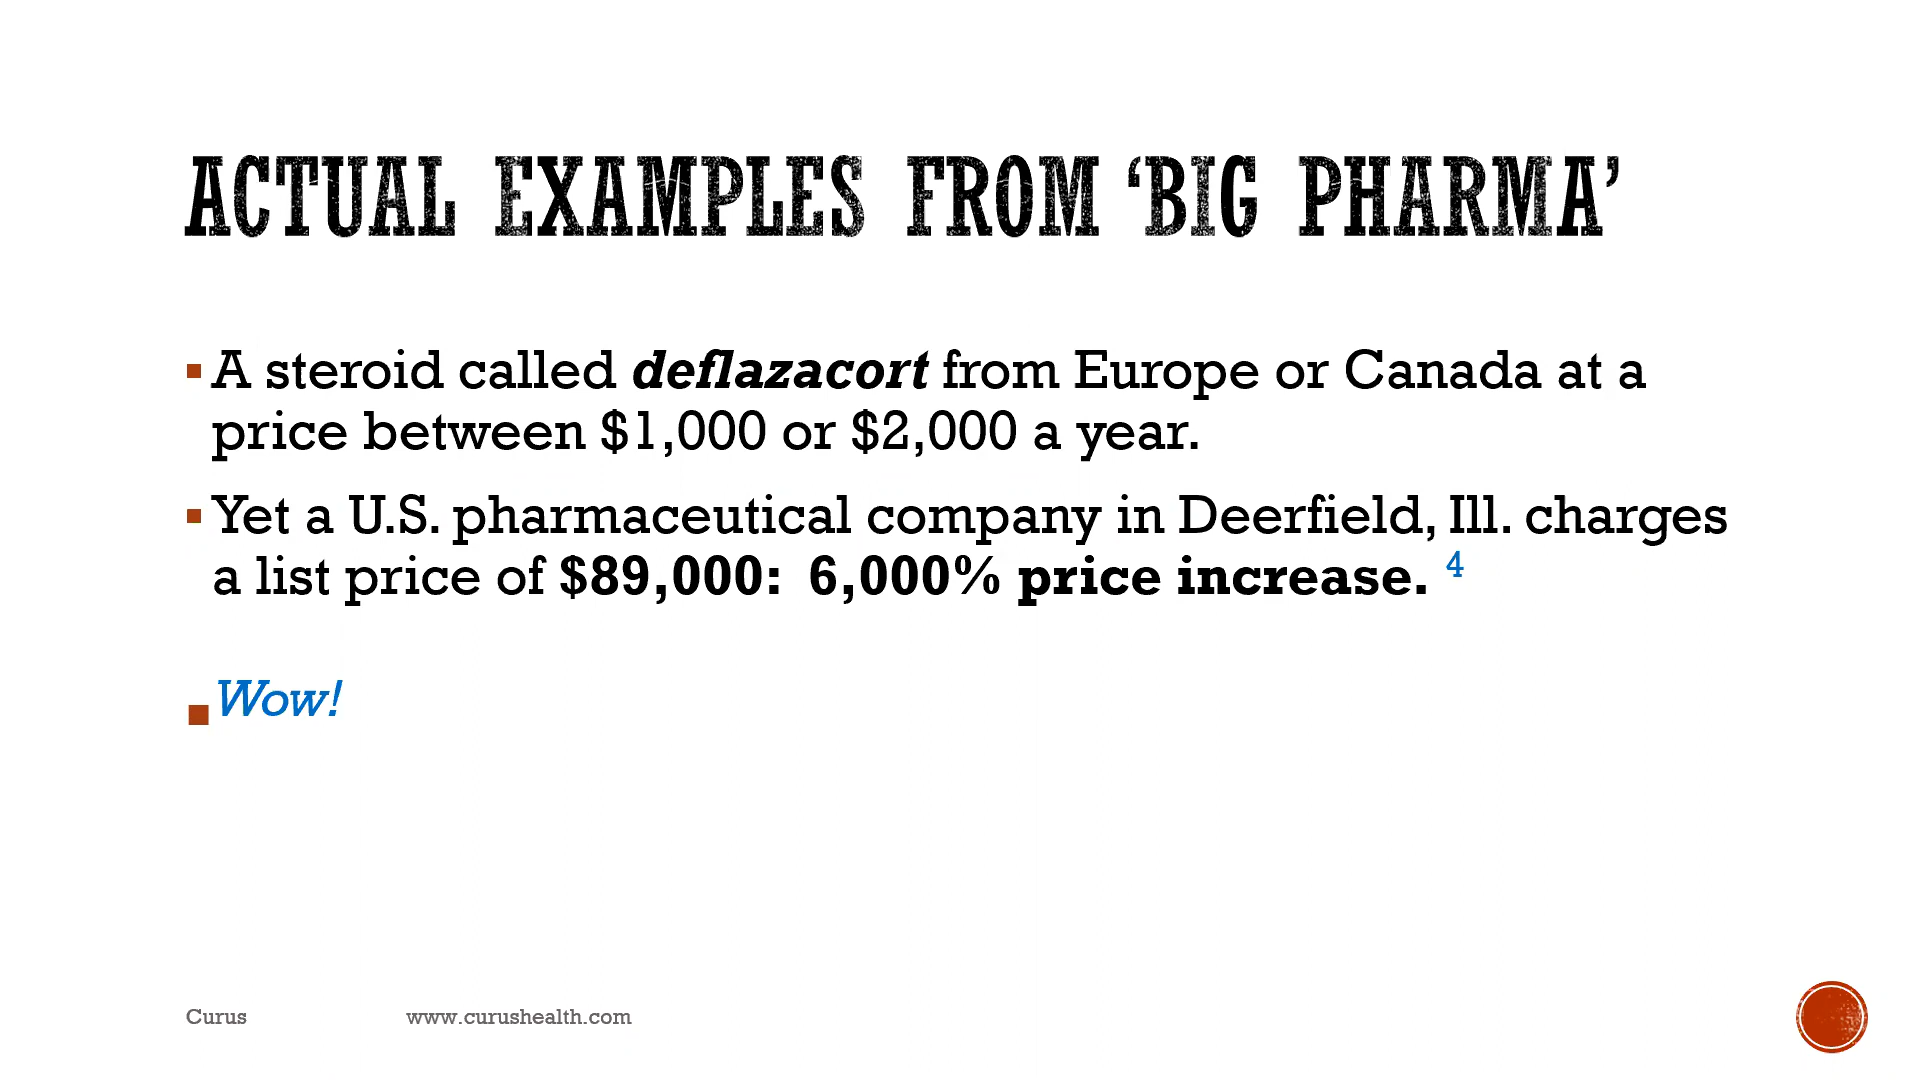 ACTUAL EXAMPLES FROM ‘BIG PHARMA’
▪A steroid called deflazacort from Europe or Canada at a
price between $1,000 or $2,000 a year.
▪Yet a U.S. pharmaceutical company in Deerfield, Ill. charges
a list price of $89,000:  6,000% price increase. 4
▪Wow!
Curus www.curushealth.com